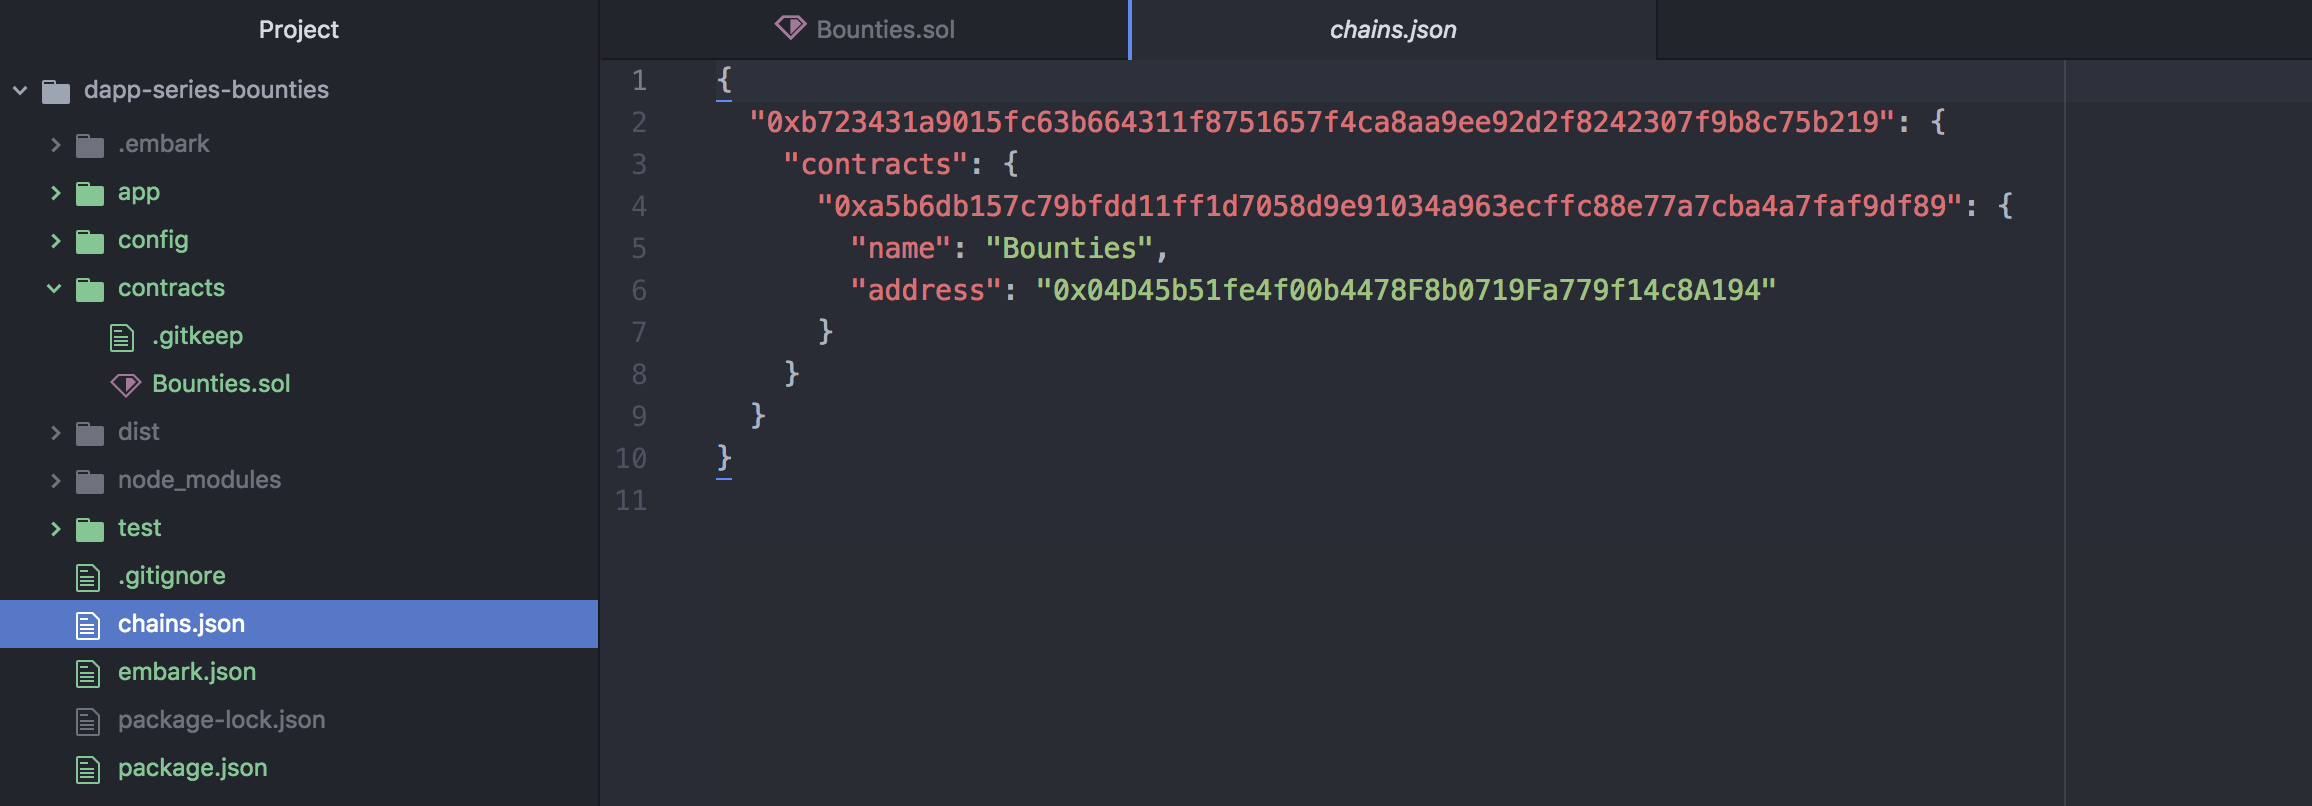 Project
dapp-series-bounties
.embark
app
config
contracts
.gitkeep
Bounties.sol
dist
node_modules
test
.gitignore
chains.json
embark.json
package-lock.json
package.json
Bounties.sol
chains.json
1 {
2 "0xb723431a9015fc63b664311f8751657f4ca8aa9ee92d2f8242307f9b8c75b219": {
3 "contracts": {
4 "0xa5b6db157c79bfdd11ff1d7058d9e91034a963ecffc88e77a7cba4a7faf9df89": {
5 "name": "Bounties",
6 "address": "0x04D45b51fe4f00b4478F8b0719Fa779f14c8A194"
7 }
8 }
9 }
10 }
11